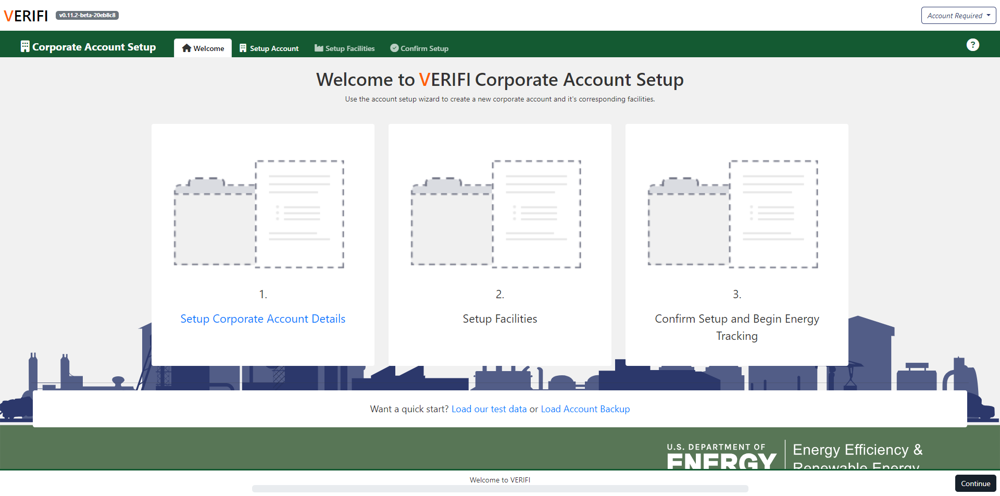 VERIFI v0.11.2-beta-20eb8c8 Account Required
Corporate Account Setup Welcome Setup Account Setup Facilities Confirm Setup ?
Welcome to VERIFI Corporate Account Setup
Use the account setup wizard to create a new corporate account and it's corresponding facilities.
1.
Setup Corporate Account Details
2.
Setup Facilities
3.
Confirm Setup and Begin Energy
Tracking
Want a quick start? Load our test data or Load Account Backup
U.S. DEPARTMENT OF
ENERGY
Energy Efficiency &
Renewable Energy
Welcome to VERIFI
Continue